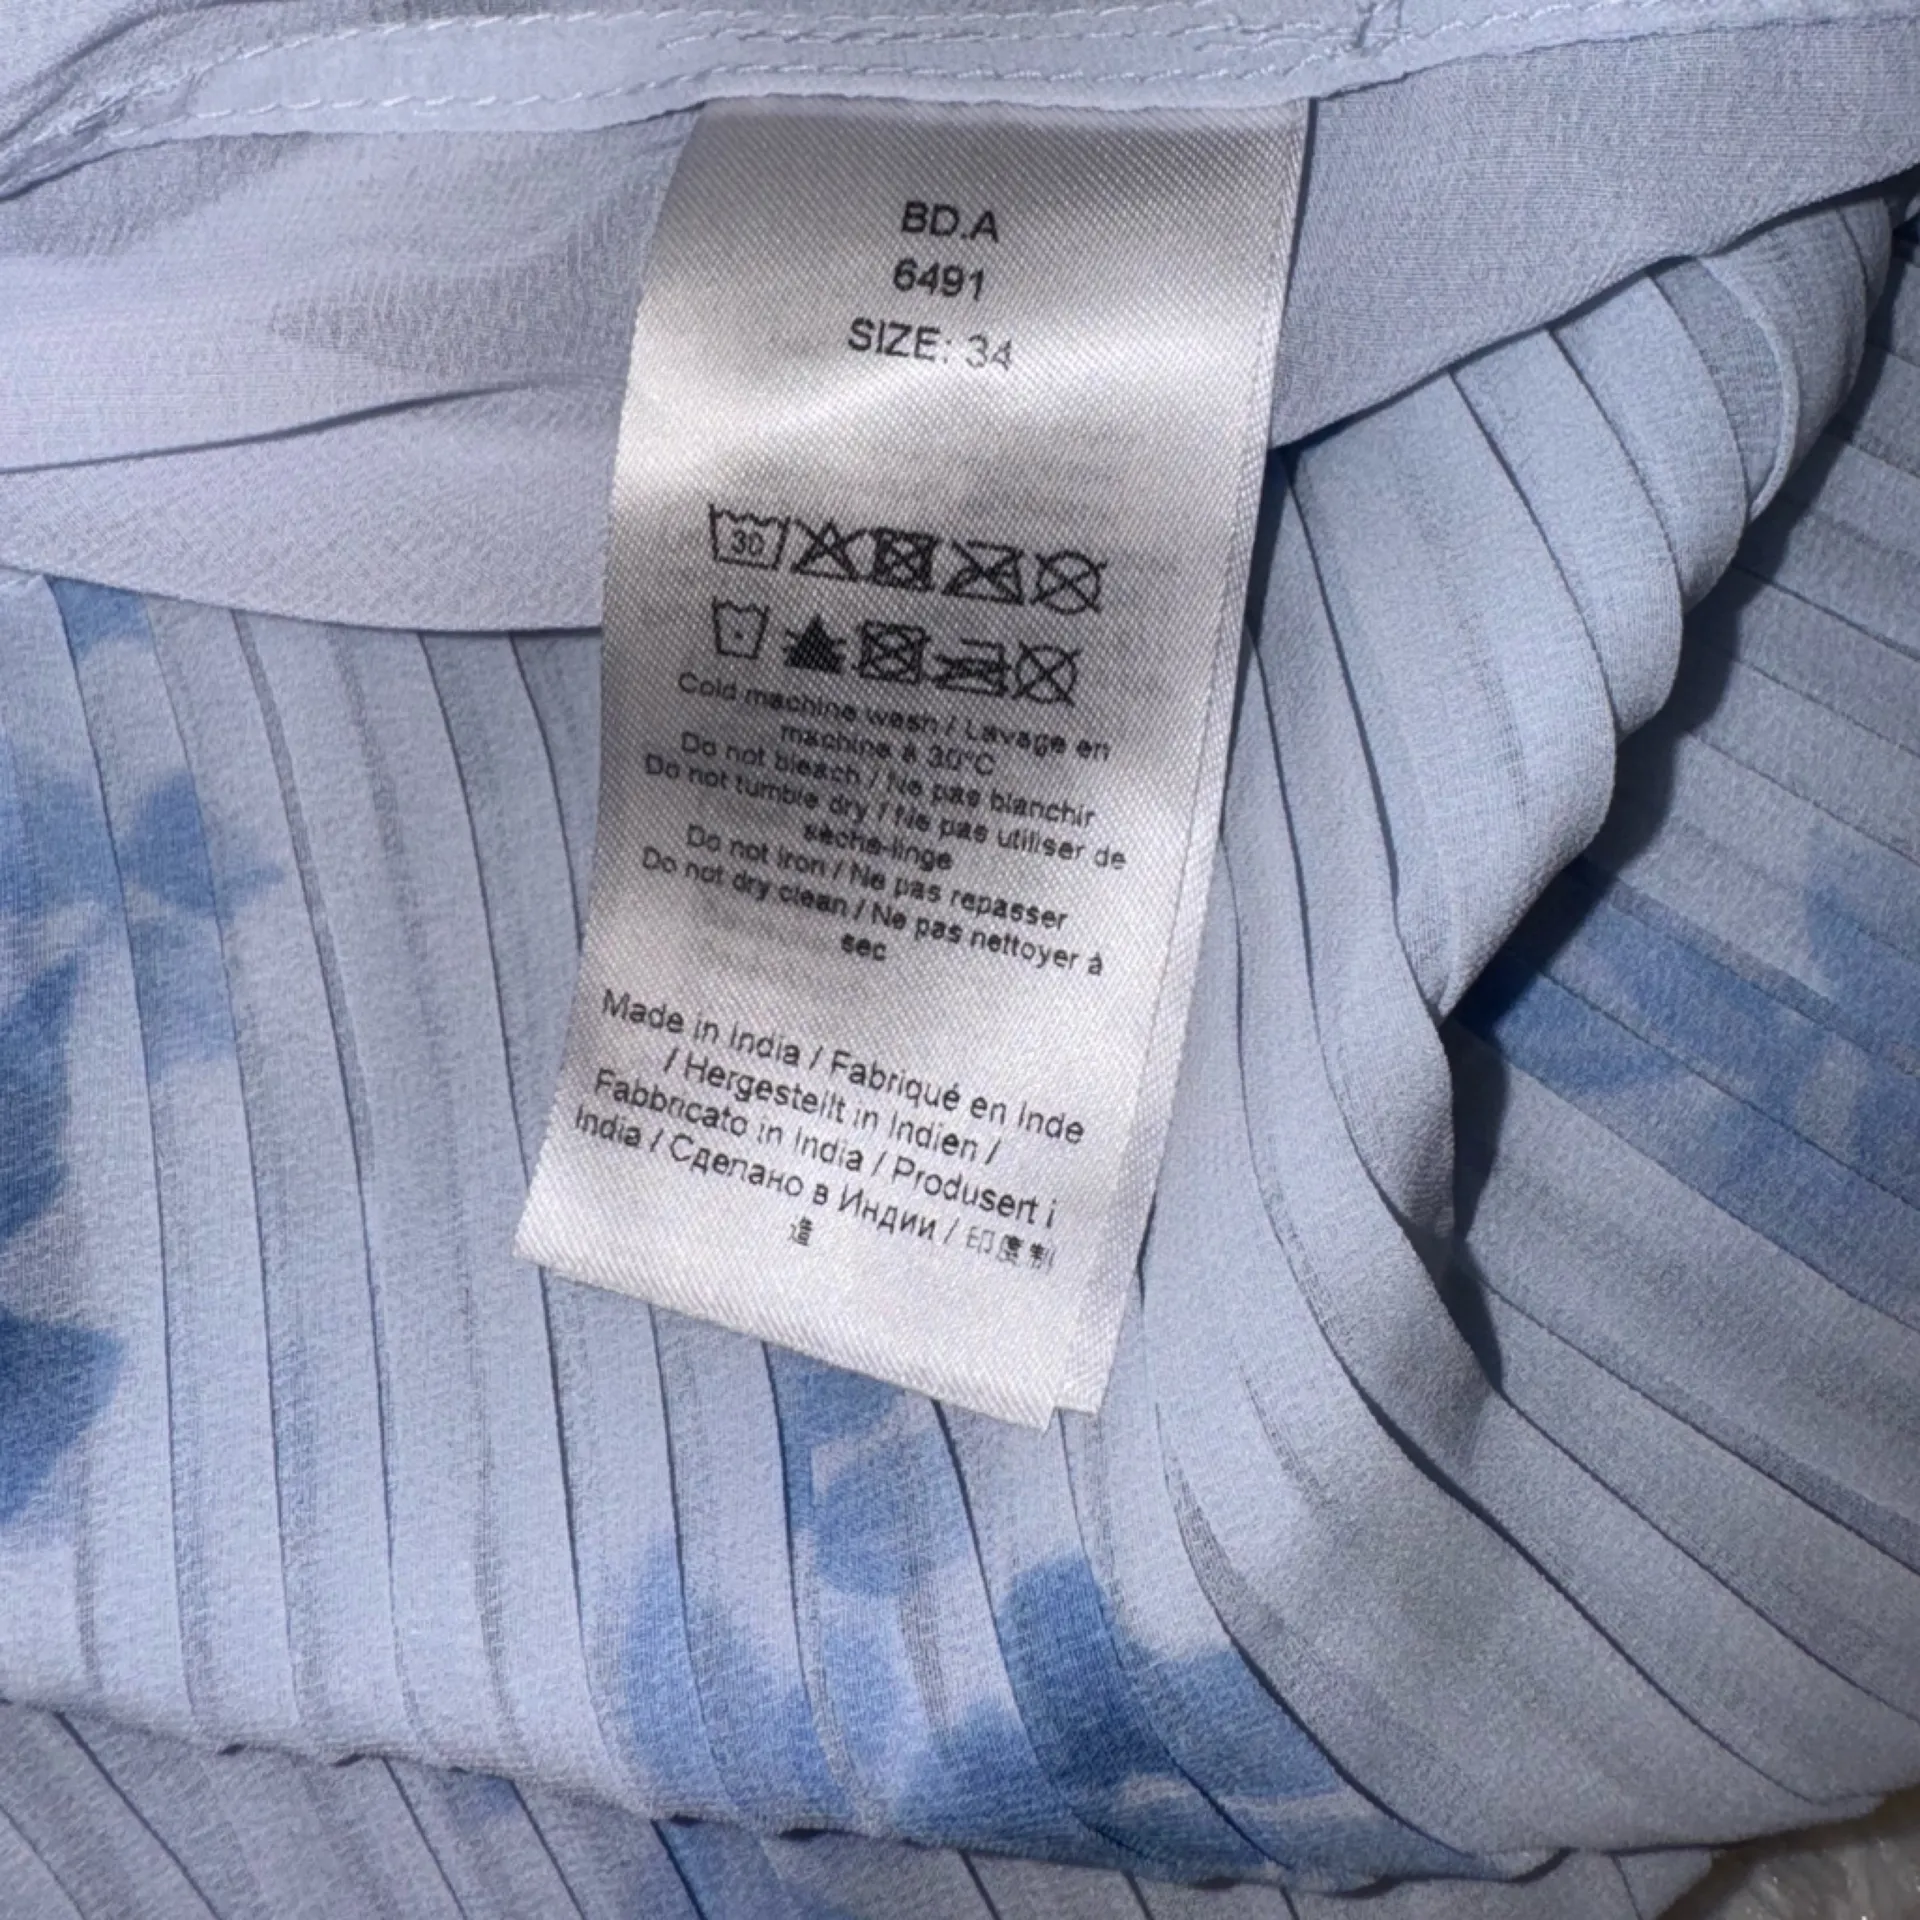 BD.A
6491
SIZE: 34
30
Cold machine wash / Lavage en
machine à 30°C
Do not bleach / Ne pas blanchir
Do not tumble dry / Ne pas utiliser de
sèche-linge
Do not iron / Ne pas repasser
Do not dry clean / Ne pas nettoyer à
sec
Made in India / Fabriqué en Inde
/ Hergestellt in Indien /
Fabbricato in India / Produsert i
India / Сделано в Индии / 印度制
造